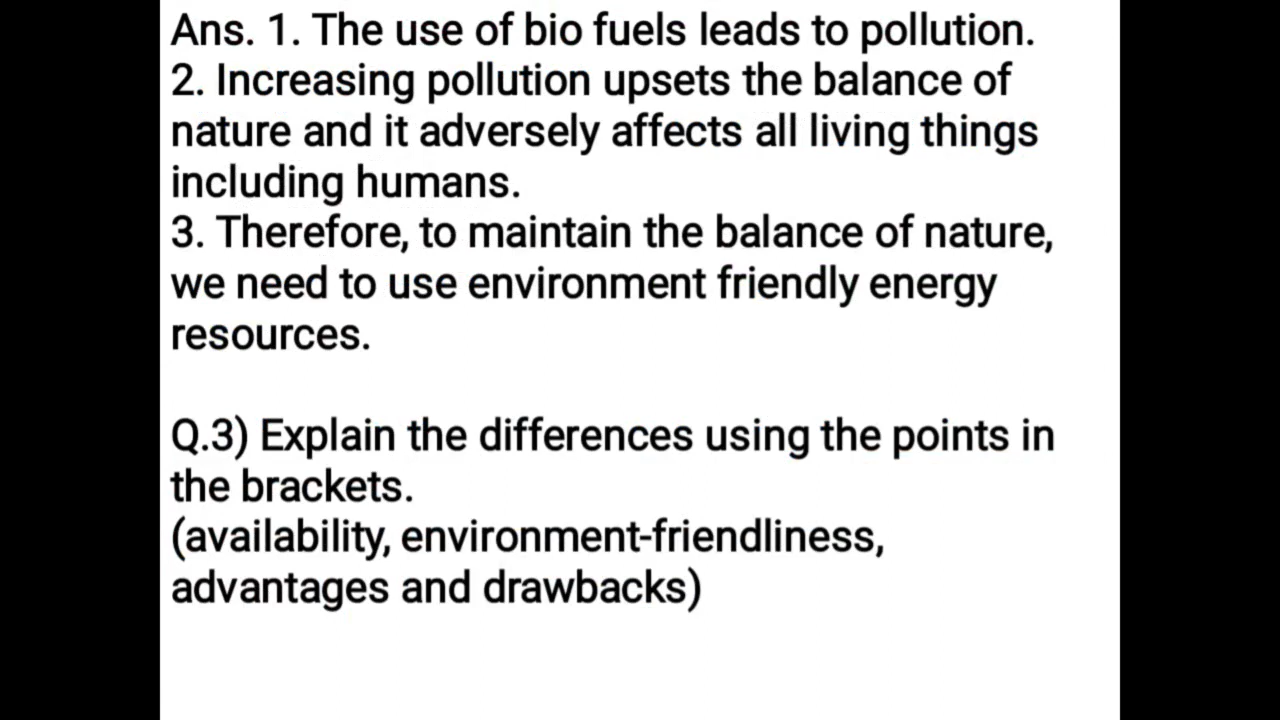 Ans. 1. The use of bio fuels leads to pollution.
2. Increasing pollution upsets the balance of
nature and it adversely affects all living things
including humans.
3. Therefore, to maintain the balance of nature,
we need to use environment friendly energy
resources.
Q.3) Explain the differences using the points in
the brackets.
(availability, environment-friendliness,
advantages and drawbacks)